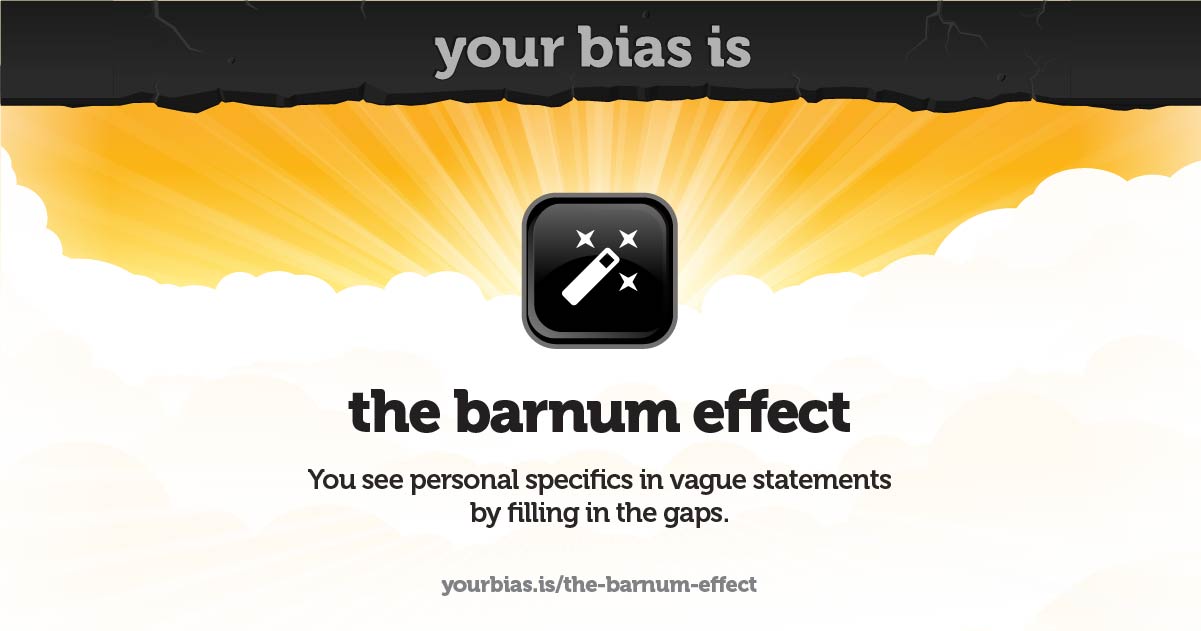 your bias is
the barnum effect
You see personal specifics in vague statements
by filling in the gaps.
yourbias.is/the-barnum-effect